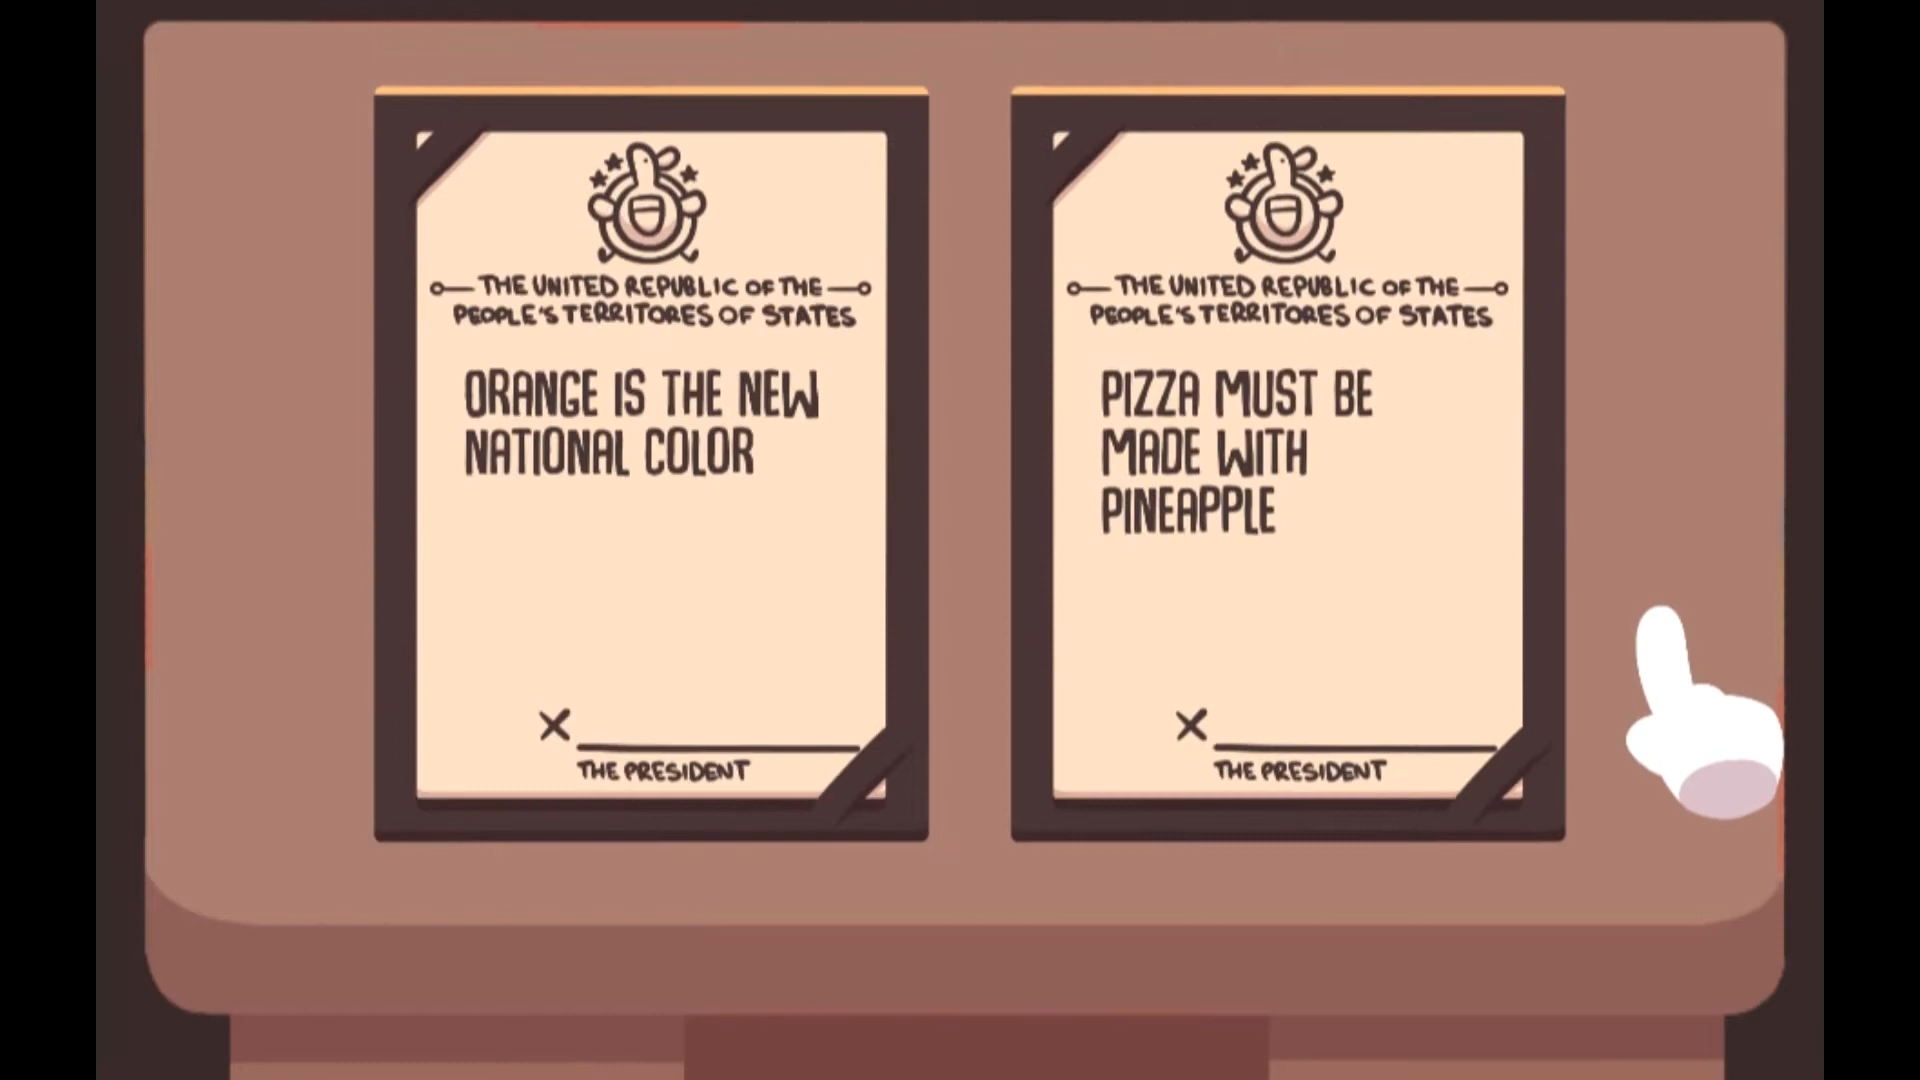 THE UNITED REPUBLIC OF THE
PEOPLE'S TERRITORES OF STATES
ORANGE IS THE NEW
NATIONAL COLOR
X
THE PRESIDENT
THE UNITED REPUBLIC OF THE
PEOPLE'S TERRITORES OF STATES
PIZZA MUST BE
MADE WITH
PINEAPPLE
X
THE PRESIDENT